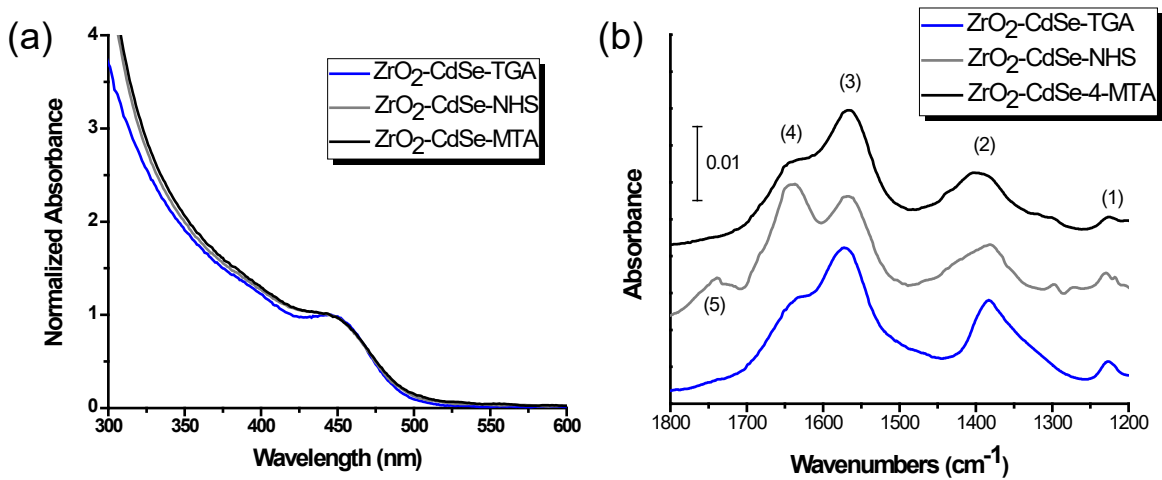 (a)
4
3
2
1
0
300 350 400 450 500 550 600
Normalized Absorbance
Wavelength (nm)
ZrO2-CdSe-TGA
ZrO2-CdSe-NHS
ZrO2-CdSe-MTA
(b)
ZrO2-CdSe-TGA
ZrO2-CdSe-NHS
ZrO2-CdSe-4-MTA
(3)
(4)
(2)
0.01
(1)
(5)
Absorbance
1800 1700 1600 1500 1400 1300 1200
Wavenumbers (cm-1)